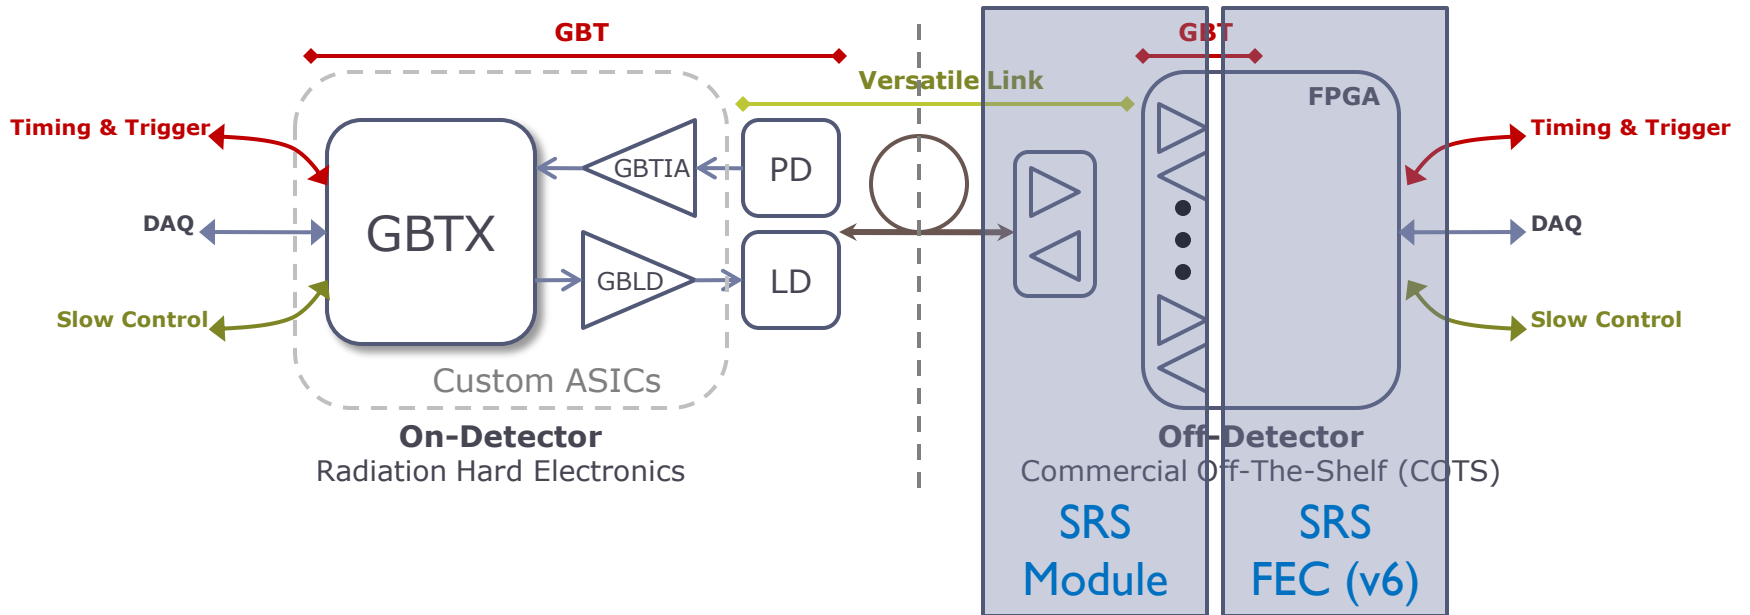 GBT
GBT
Versatile Link
FPGA
Timing & Trigger
GBTX
GBTIA
PD
Timing & Trigger
DAQ
DAQ
GBLD
LD
Slow Control
Slow Control
Custom ASICs
On-Detector
Radiation Hard Electronics
Off-Detector
Commercial Off-The-Shelf (COTS)
SRS
Module
SRS
FEC (v6)